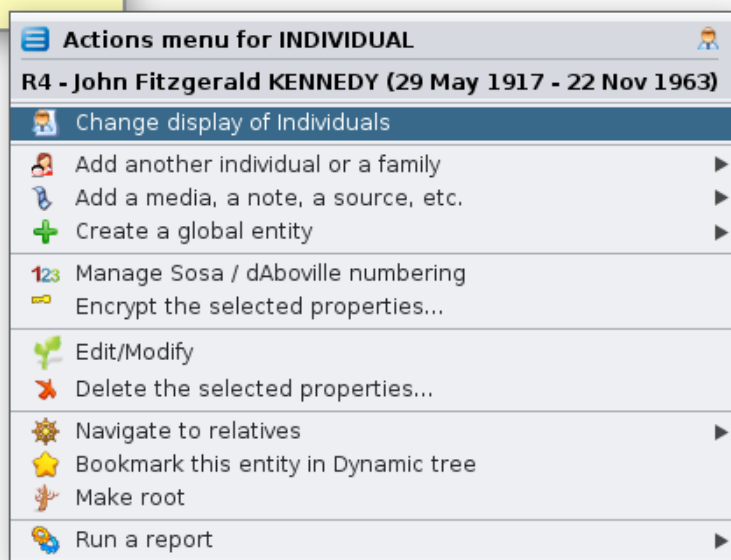 Actions menu for INDIVIDUAL
R4 - John Fitzgerald KENNEDY (29 May 1917 - 22 Nov 1963)
Change display of Individuals
Add another individual or a family
Add a media, a note, a source, etc.
Create a global entity
123 Manage Sosa / dAboville numbering
Encrypt the selected properties...
Edit/Modify
Delete the selected properties...
Navigate to relatives
Bookmark this entity in Dynamic tree
Make root
Run a report